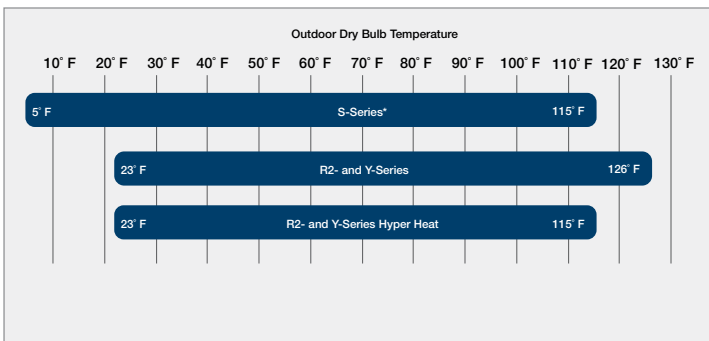 Outdoor Dry Bulb Temperature
10° F 20° F 30° F 40° F 50° F 60° F 70° F 80° F 90° F 100° F 110° F 120° F 130° F
5° F S-Series* 115° F
23° F R2- and Y-Series 126° F
23° F R2- and Y-Series Hyper Heat 115° F